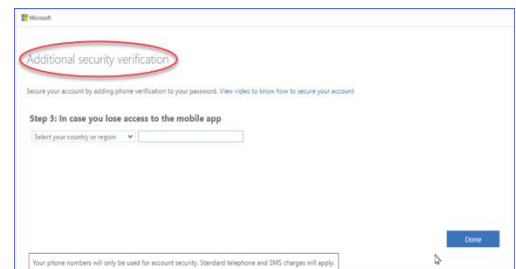 Microsoft
Additional security verification
Secure your account by adding phone verification to your password. View video to know how to secure your account
Step 3: In case you lose access to the mobile app
Select your country or region
Done
Your phone numbers will only be used for account security. Standard telephone and SMS charges will apply.